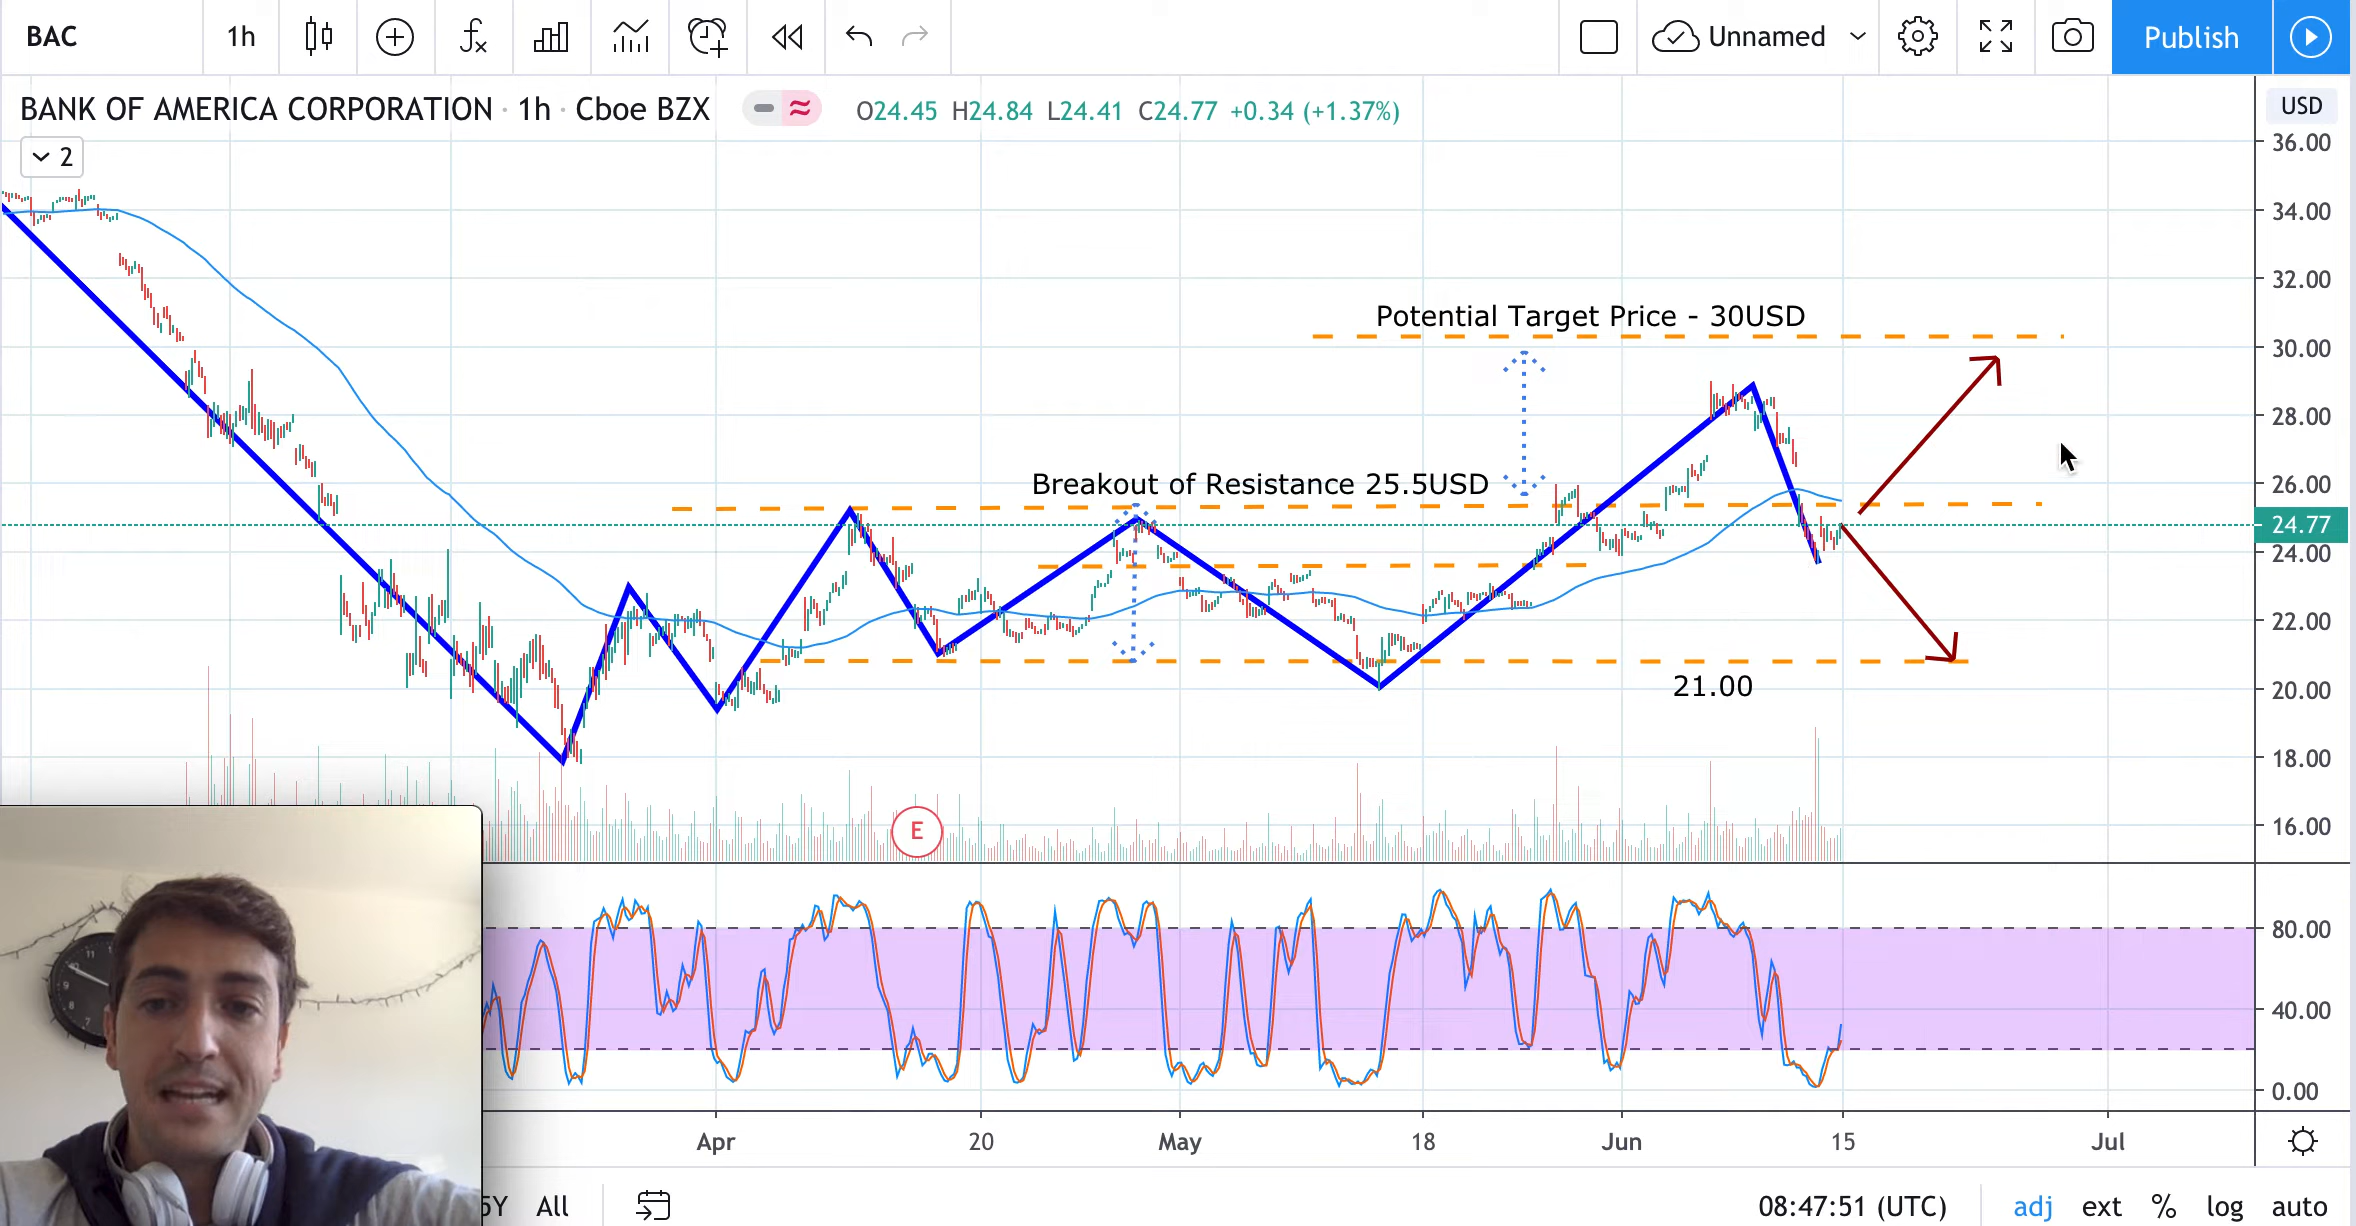 BAC 1h Unnamed Publish
BANK OF AMERICA CORPORATION · 1h · Cboe BZX O24.45 H24.84 L24.41 C24.77 +0.34 (+1.37%) USD
2
36.00
34.00
32.00
Potential Target Price - 30USD
30.00
28.00
Breakout of Resistance 25.5USD
26.00
24.77
24.00
22.00
21.00
20.00
18.00
E
16.00
80.00
40.00
0.00
11
9
7
Apr 20 May 18 Jun 15 Jul
5Y All 08:47:51 (UTC) adj ext % log auto